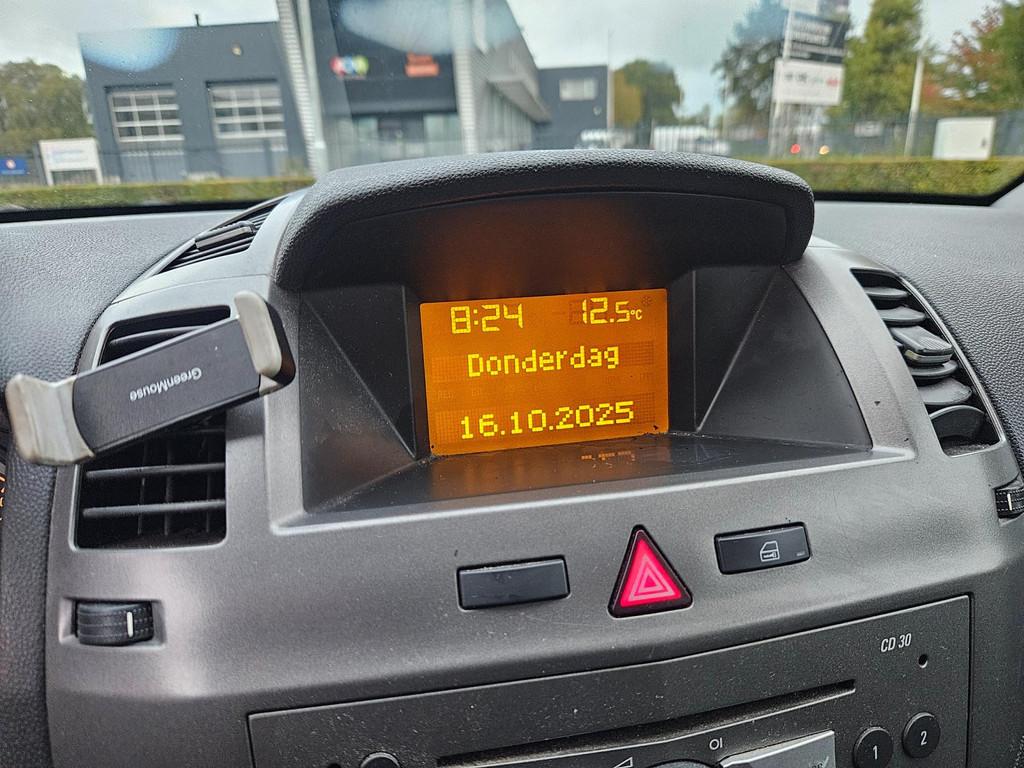 8:24 12.5°C
Donderdag
16.10.2025
GreenMouse
CD 30
1
2